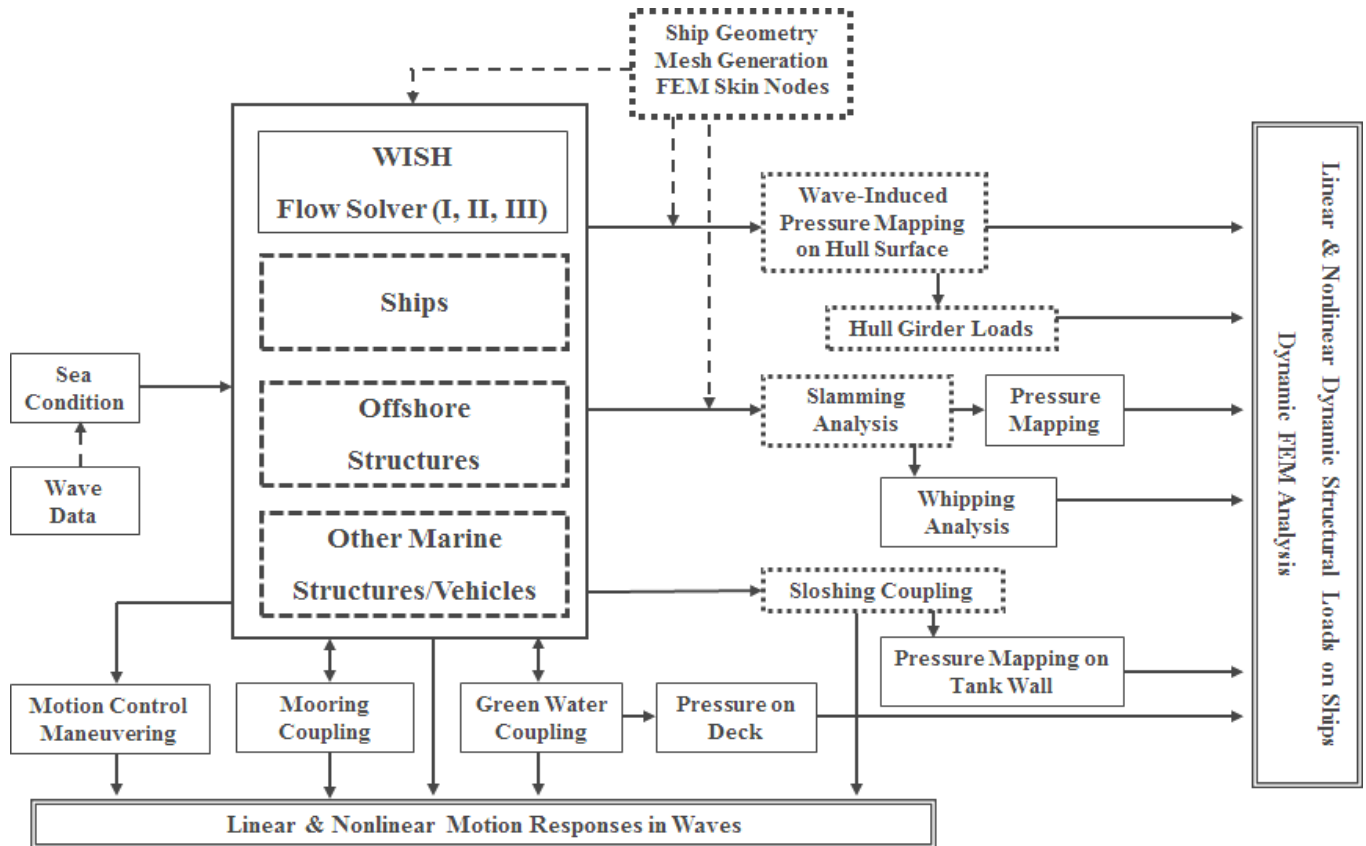 Ship Geometry
Mesh Generation
FEM Skin Nodes
WISH
Flow Solver (I, II, III)
Ships
Offshore
Structures
Other Marine
Structures/Vehicles
Sea
Condition
Wave
Data
Wave-Induced
Pressure Mapping
on Hull Surface
Hull Girder Loads
Slamming
Analysis
Pressure
Mapping
Whipping
Analysis
Sloshing Coupling
Pressure Mapping on
Tank Wall
Motion Control
Maneuvering
Mooring
Coupling
Green Water
Coupling
Pressure on
Deck
Linear & Nonlinear Motion Responses in Waves
Linear & Nonlinear Dynamic Structural Loads on Ships
Dynamic FEM Analysis